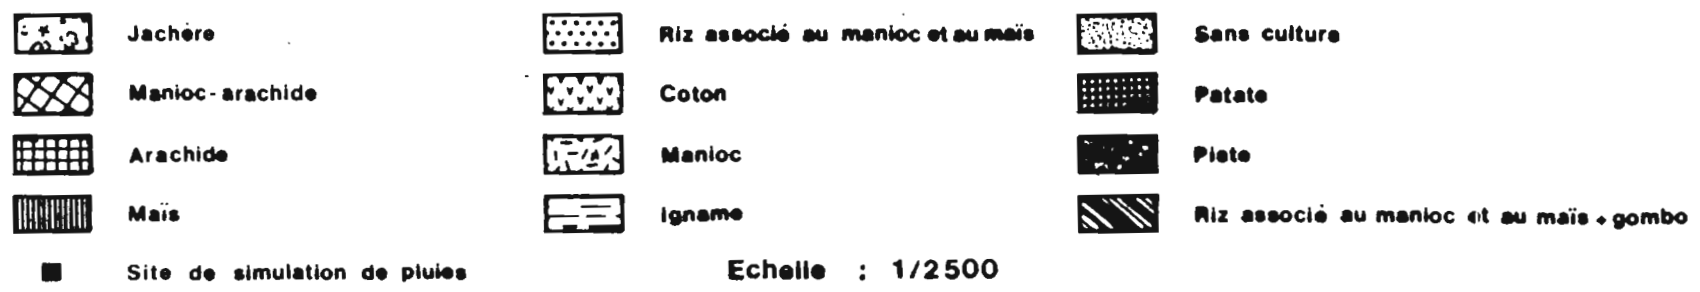 Jachère
Riz associé au manioc et au maïs
Sans culture
Manioc-arachide
Coton
Patate
Arachide
Manioc
Piste
Maïs
Igname
Riz associé au manioc et au maïs + gombo
Site de simulation de pluies
Echelle : 1/2500